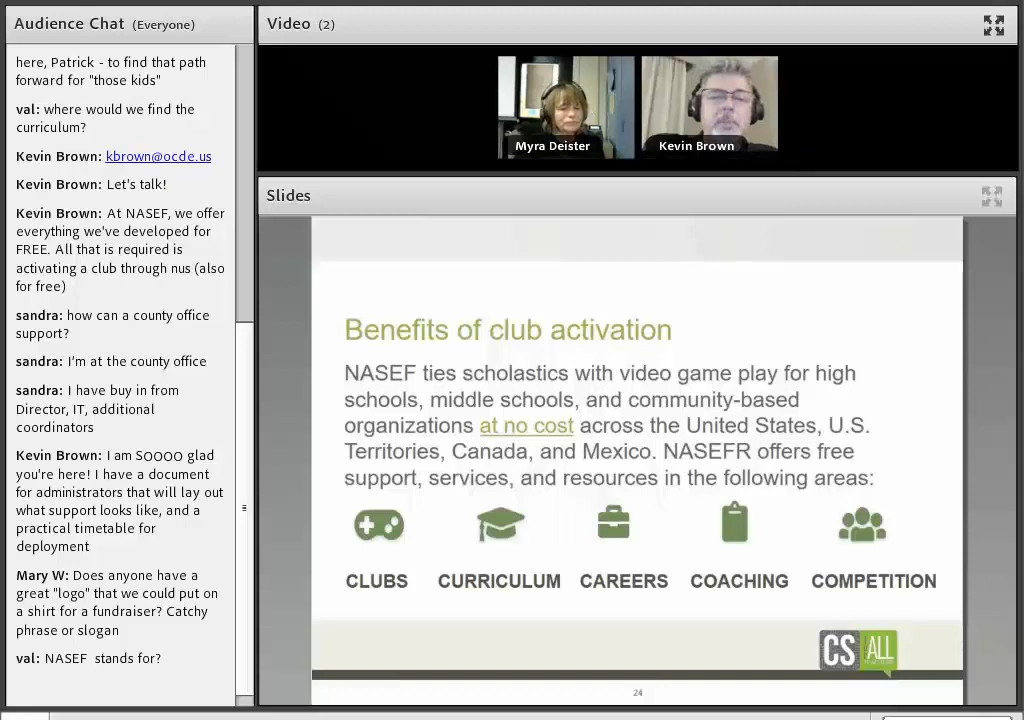 Audience Chat (Everyone)
here, Patrick - to find that path
forward for "those kids"
val: where would we find the
curriculum?
Kevin Brown: kbrown@ocde.us
Kevin Brown: Let's talk!
Kevin Brown: At NASEF, we offer
everything we've developed for
FREE. All that is required is
activating a club through nus (also
for free)
sandra: how can a county office
support?
sandra: I'm at the county office
sandra: I have buy in from
Director, IT, additional
coordinators
Kevin Brown: I am SOOOO glad
you're here! I have a document
for administrators that will lay out
what support looks like, and a
practical timetable for
deployment
Mary W: Does anyone have a
great "logo" that we could put on
a shirt for a fundraiser? Catchy
phrase or slogan
val: NASEF stands for?
Video (2)
Myra Deister
Kevin Brown
Slides
Benefits of club activation
NASEF ties scholastics with video game play for high
schools, middle schools, and community-based
organizations at no cost across the United States, U.S.
Territories, Canada, and Mexico. NASEFR offers free
support, services, and resources in the following areas:
CLUBS CURRICULUM CAREERS COACHING COMPETITION
CS ALL
24